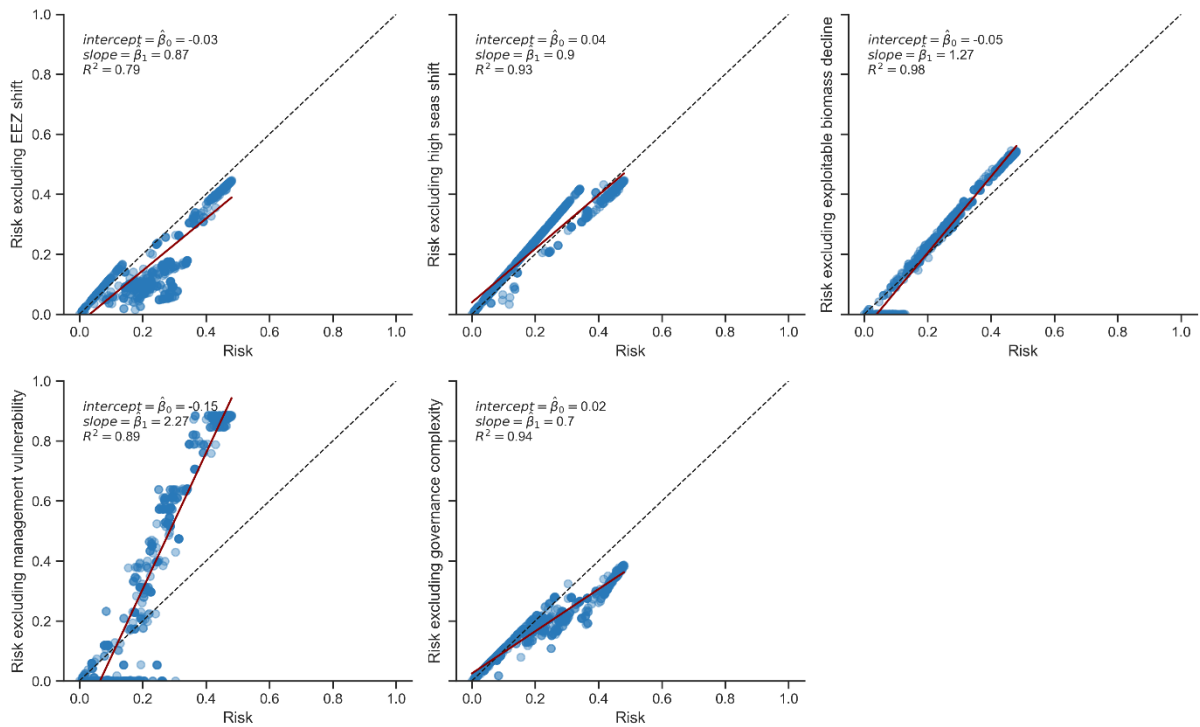 1.0
0.8
0.6
0.4
0.2
0.0
Risk excluding EEZ shift
intercept = β̂₀ = -0.03
slope = β̂₁ = 0.87
R² = 0.79
0.0 0.2 0.4 0.6 0.8 1.0
Risk
Risk excluding high seas shift
intercept = β̂₀ = 0.04
slope = β̂₁ = 0.9
R² = 0.93
0.0 0.2 0.4 0.6 0.8 1.0
Risk
Risk excluding exploitable biomass decline
intercept = β̂₀ = -0.05
slope = β̂₁ = 1.27
R² = 0.98
0.0 0.2 0.4 0.6 0.8 1.0
Risk
1.0
0.8
0.6
0.4
0.2
0.0
Risk excluding management vulnerability
intercept = β̂₀ = -0.15
slope = β̂₁ = 2.27
R² = 0.89
0.0 0.2 0.4 0.6 0.8 1.0
Risk
Risk excluding governance complexity
intercept = β̂₀ = 0.02
slope = β̂₁ = 0.7
R² = 0.94
0.0 0.2 0.4 0.6 0.8 1.0
Risk